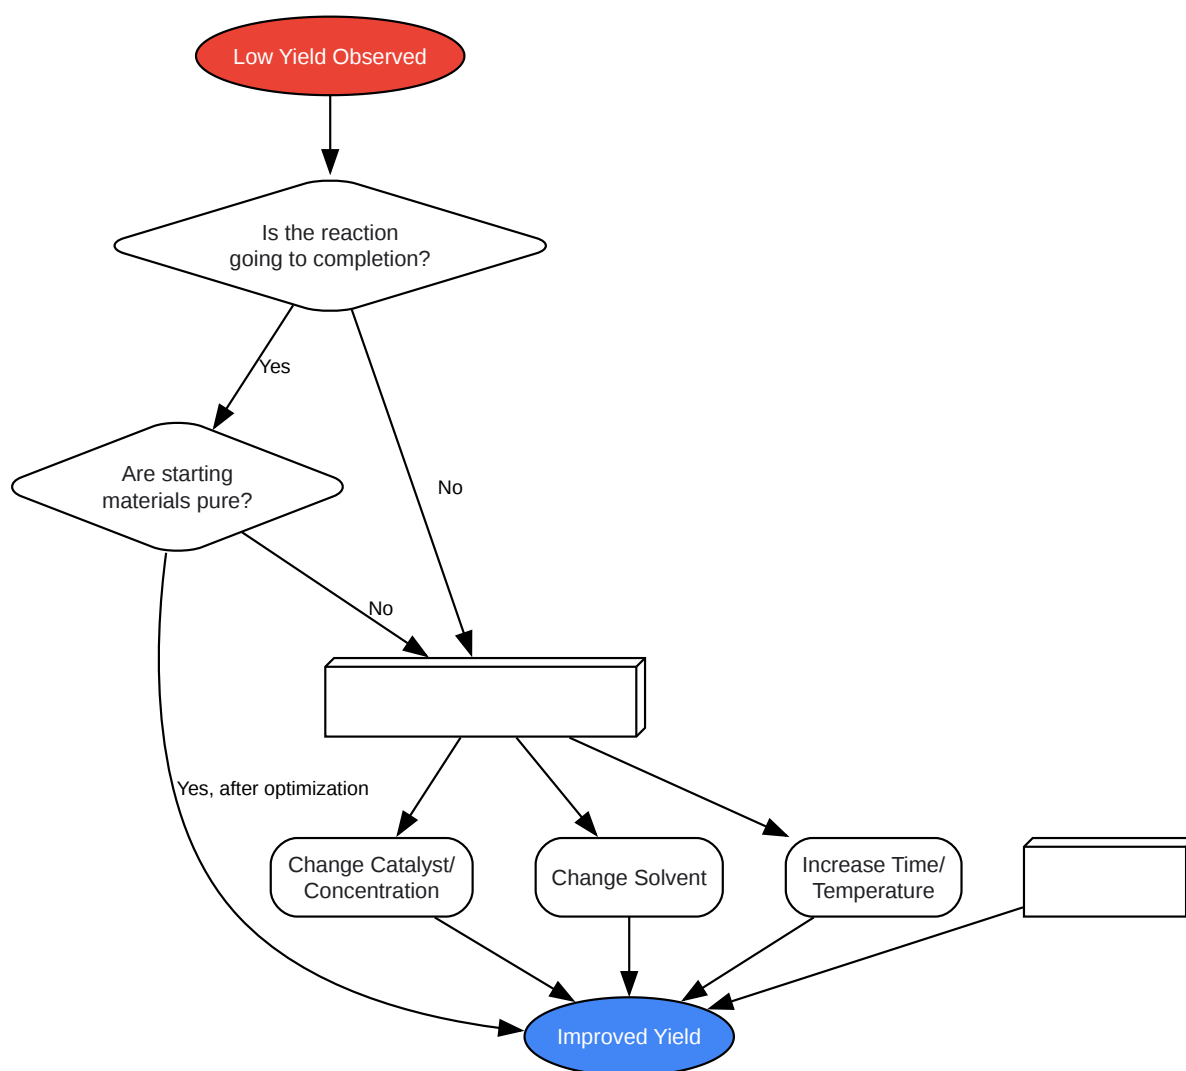 Low Yield Observed
Is the reaction
going to completion?
Yes
Are starting
materials pure?
No
No
Yes, after optimization
Change Catalyst/
Concentration
Change Solvent
Increase Time/
Temperature
Improved Yield